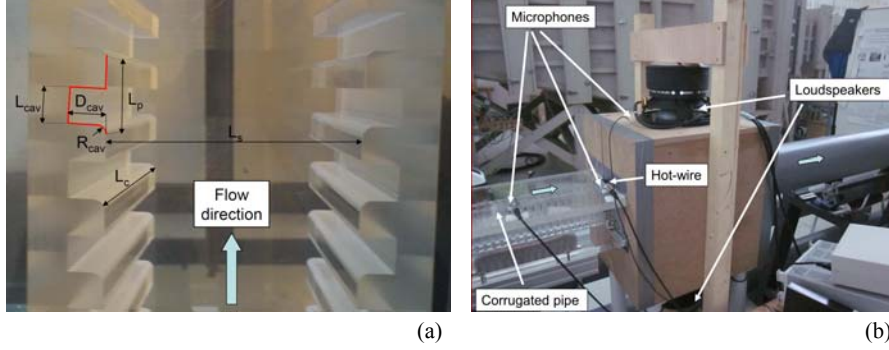 L_cav
D_cav
L_p
R_cav
L_s
L_c
Flow
direction
(a)
Microphones
Loudspeakers
Hot-wire
Corrugated pipe
(b)